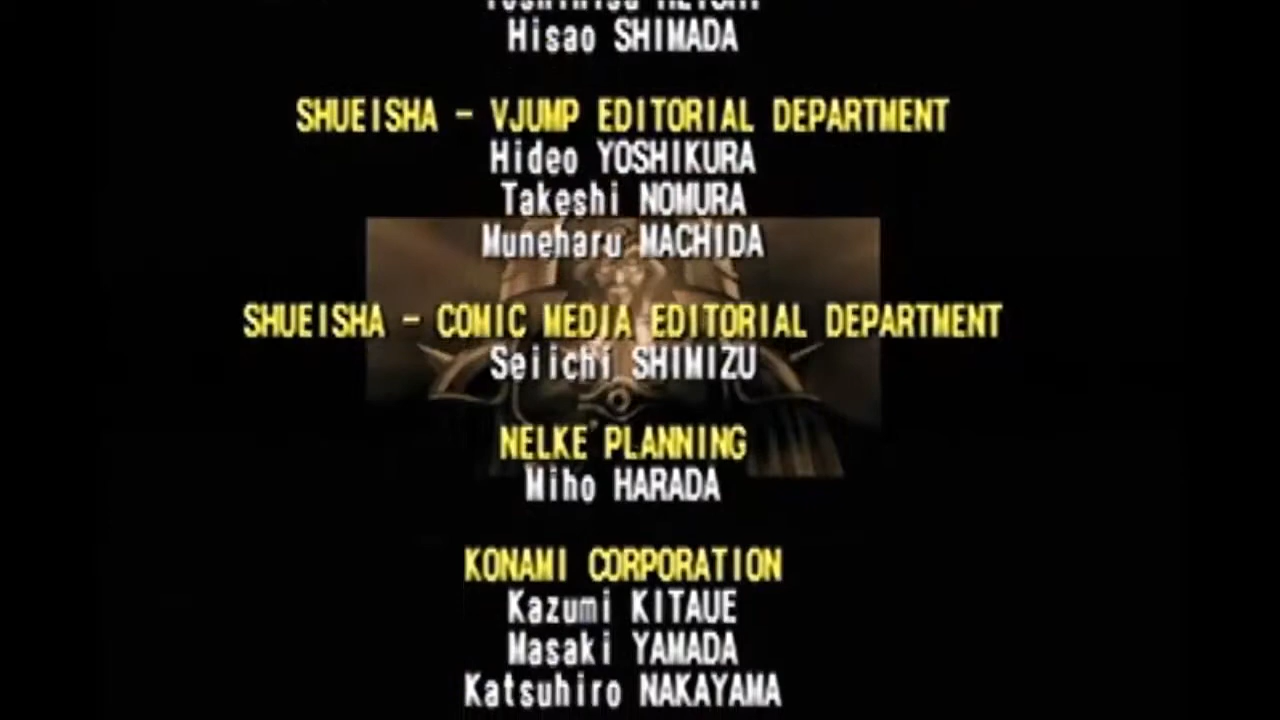 Hisao SHIMADA
SHUEISHA - VJUMP EDITORIAL DEPARTMENT
Hideo YOSHIKURA
Takeshi NOMURA
Muneharu MACHIDA
SHUEISHA - COMIC MEDIA EDITORIAL DEPARTMENT
Seiichi SHIMIZU
NELKE PLANNING
Miho HARADA
KONAMI CORPORATION
Kazumi KITAUE
Masaki YAMADA
Katsuhiro NAKAYAMA